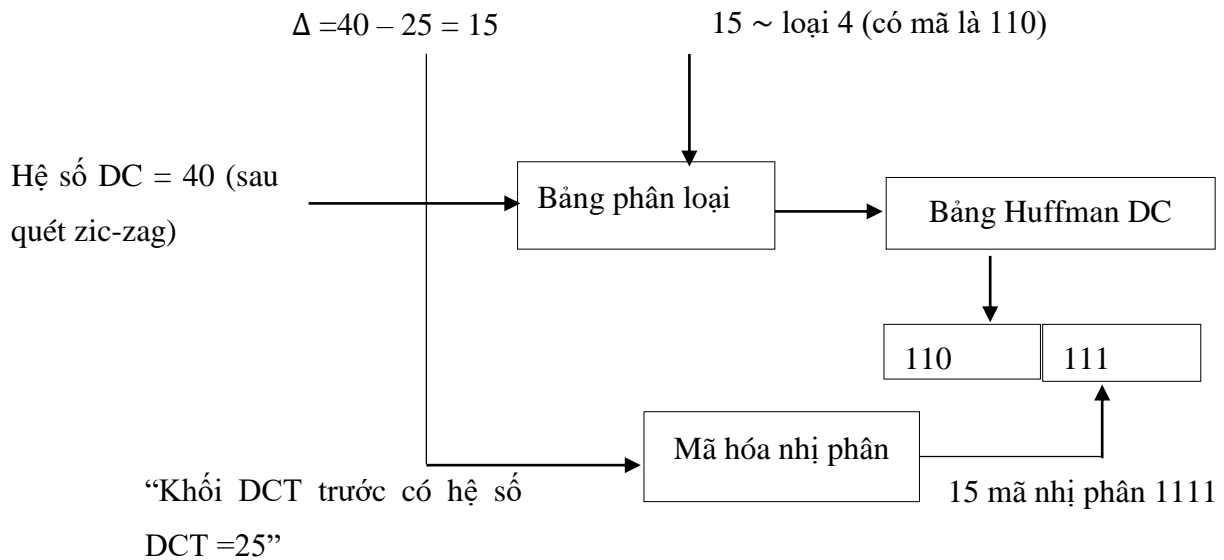 Δ =40 – 25 = 15
15 ~ loại 4 (có mã là 110)
Hệ số DC = 40 (sau
quét zic-zag)
Bảng phân loại
Bảng Huffman DC
110
111
Mã hóa nhị phân
“Khối DCT trước có hệ số
DCT =25”
15 mã nhị phân 1111